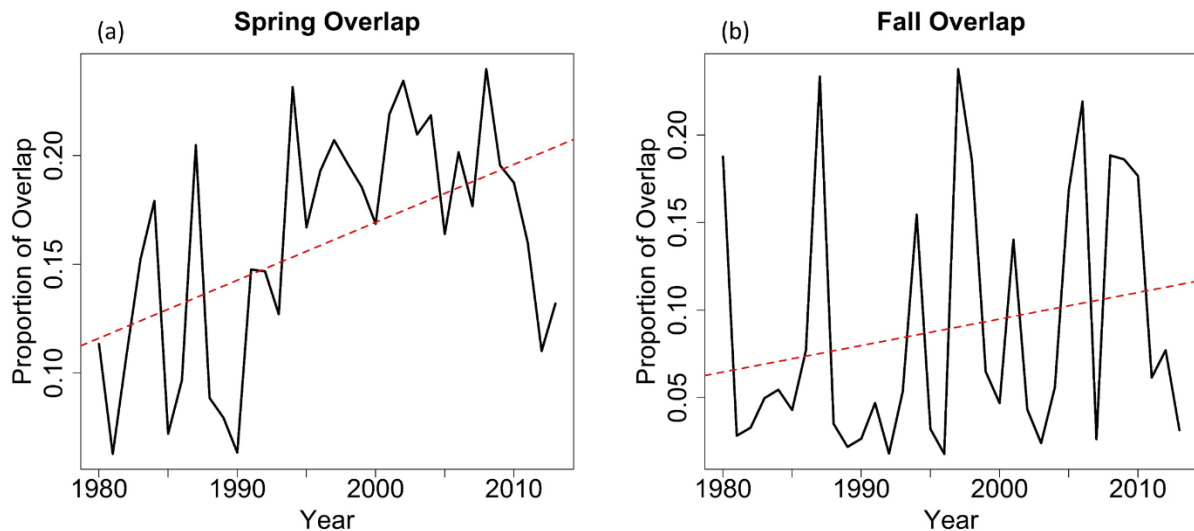 (a) Spring Overlap
Proportion of Overlap
0.20
0.15
0.10
1980 1990 2000 2010
Year
(b) Fall Overlap
Proportion of Overlap
0.20
0.15
0.10
0.05
1980 1990 2000 2010
Year